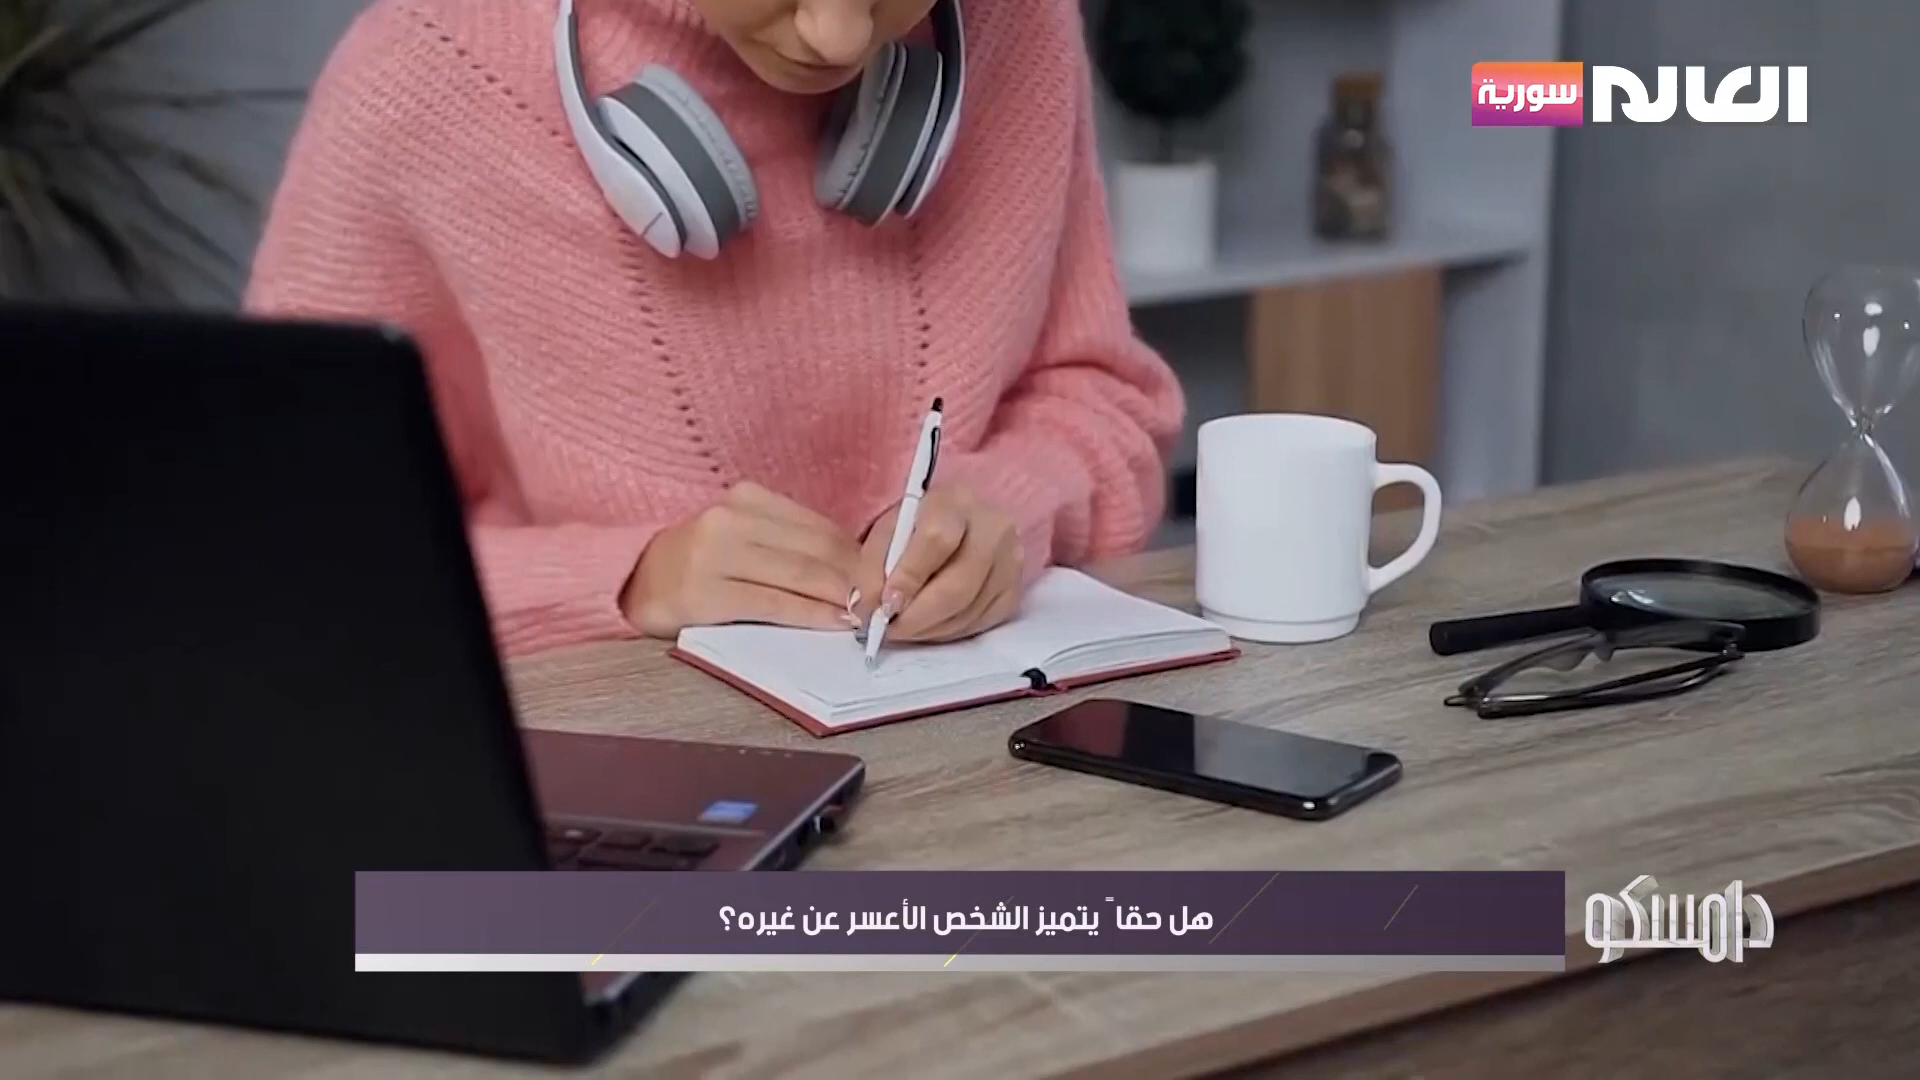 العالم سورية
هل حقاً يتميز الشخص الأعسر عن غيره؟
دامسكو